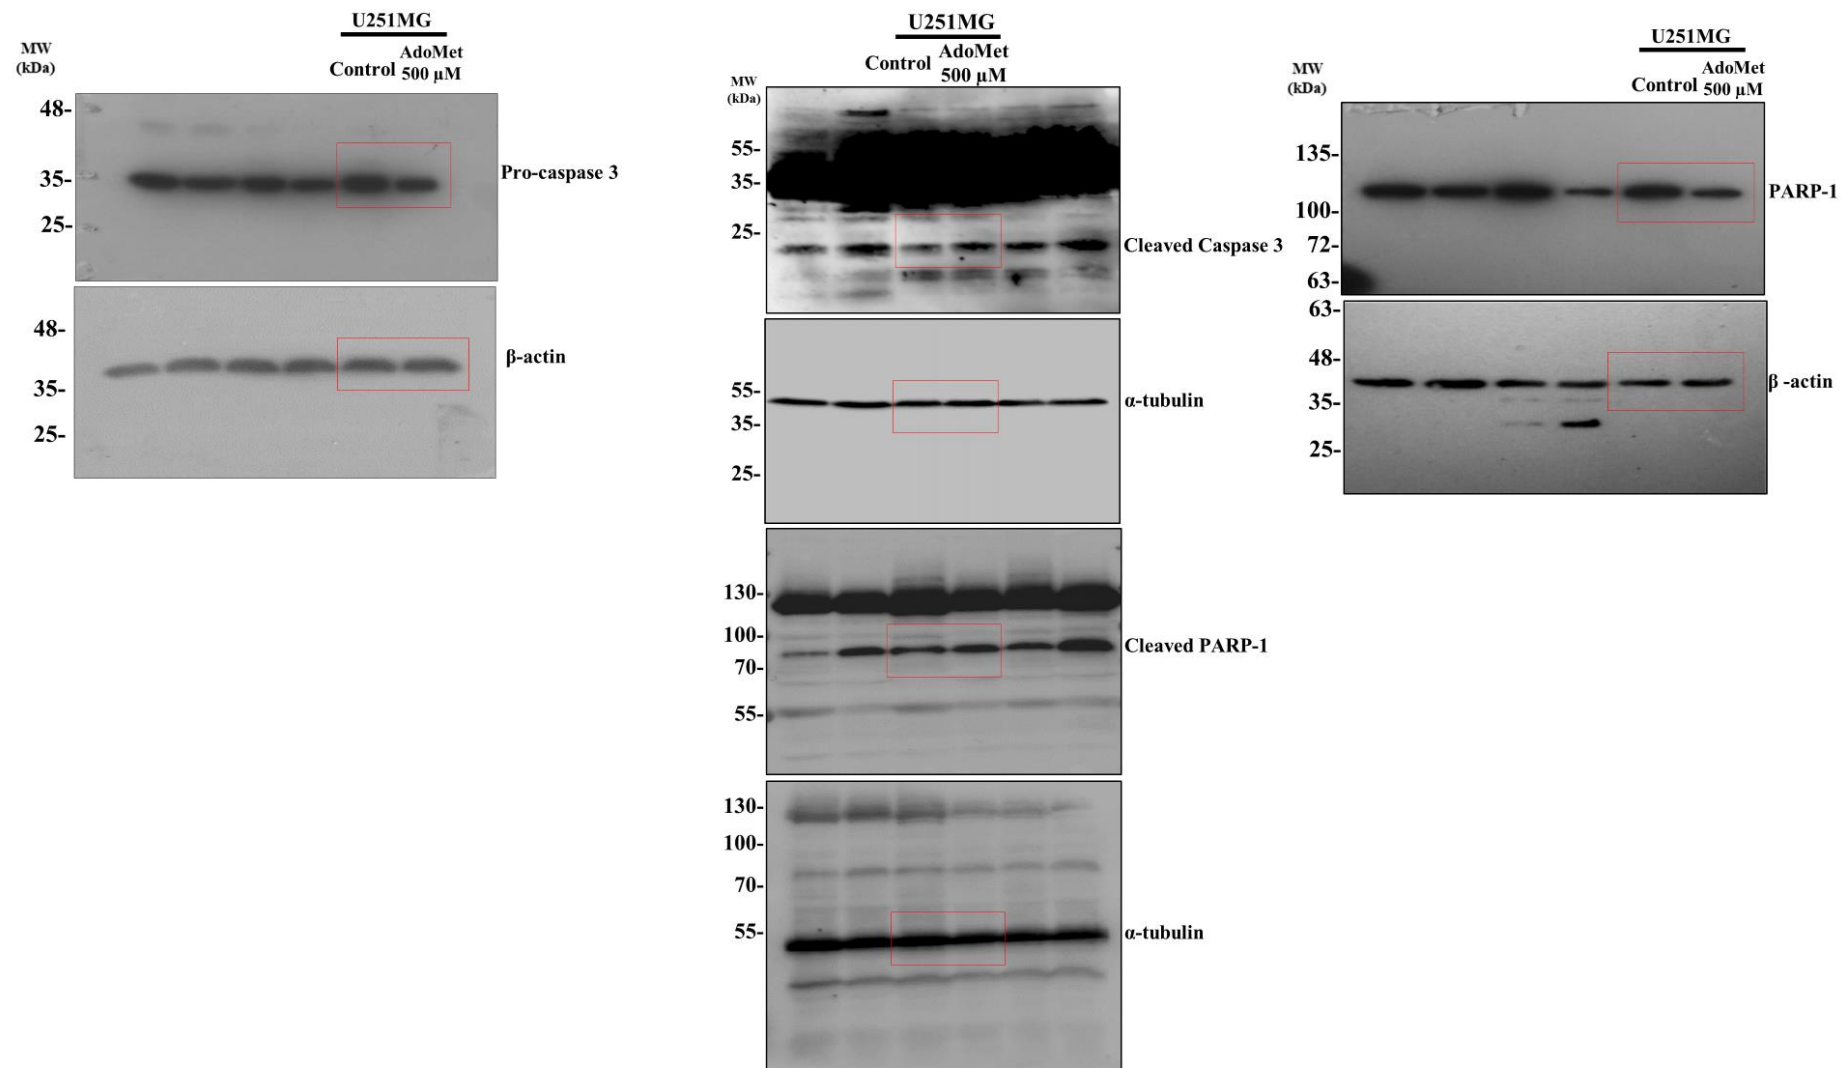 U251MG
MW
(kDa)
Control
AdoMet
500 µM
48-
35-
25-
Pro-caspase 3
48-
35-
25-
β-actin
U251MG
MW
(kDa)
Control
AdoMet
500 µM
55-
35-
25-
Cleaved Caspase 3
55-
35-
25-
α-tubulin
130-
100-
70-
55-
Cleaved PARP-1
130-
100-
70-
55-
α-tubulin
U251MG
MW
(kDa)
Control
AdoMet
500 µM
135-
100-
72-
63-
PARP-1
63-
48-
35-
25-
β -actin